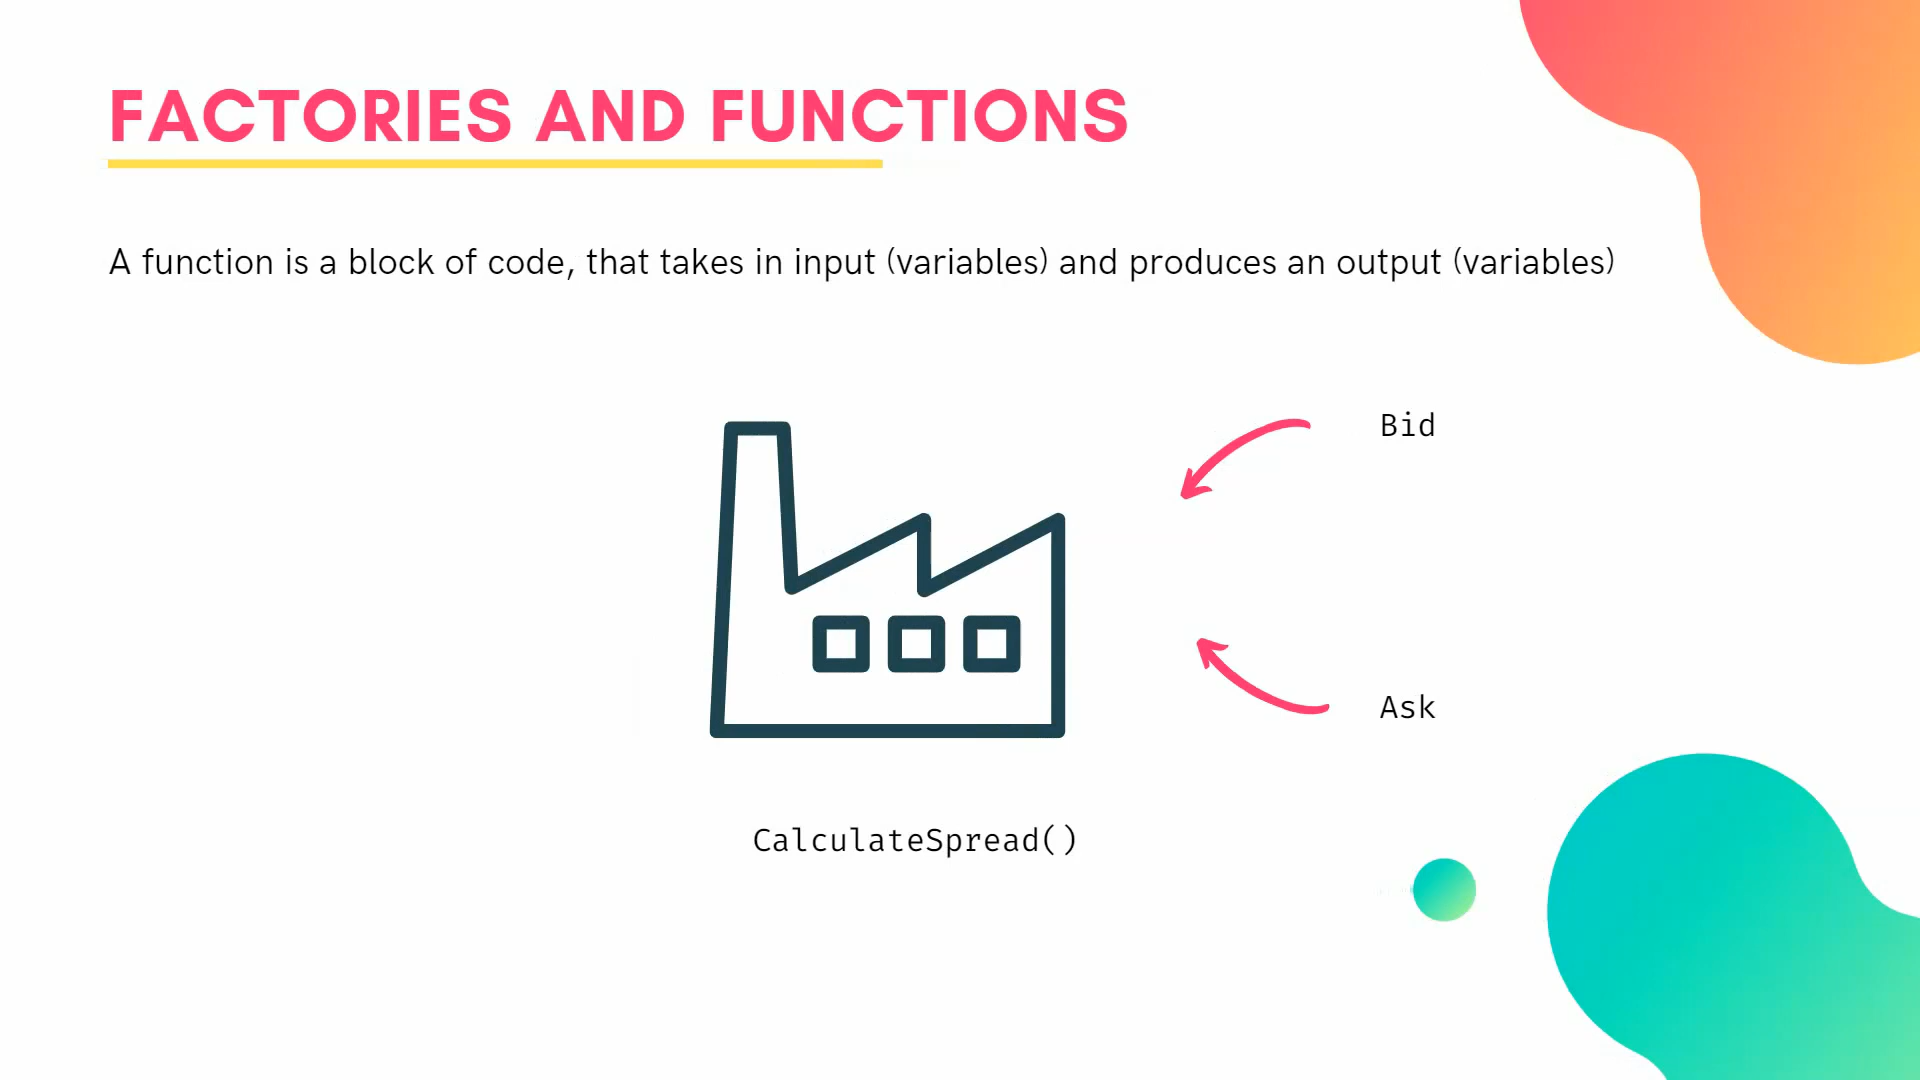 FACTORIES AND FUNCTIONS
A function is a block of code, that takes in input (variables) and produces an output (variables)
Bid
Ask
CalculateSpread()